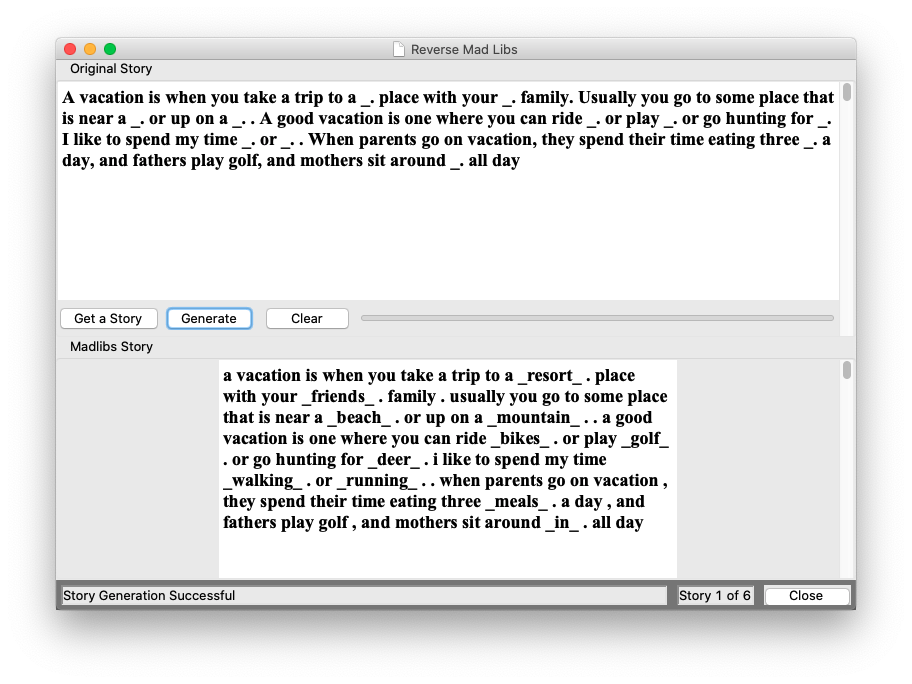 Reverse Mad Libs
Original Story
A vacation is when you take a trip to a _. place with your _. family. Usually you go to some place that
is near a _. or up on a _. . A good vacation is one where you can ride _. or play _. or go hunting for _.
I like to spend my time _. or _. . When parents go on vacation, they spend their time eating three _. a
day, and fathers play golf, and mothers sit around _. all day
Get a Story
Generate
Clear
Madlibs Story
a vacation is when you take a trip to a _resort_ . place
with your _friends_ . family . usually you go to some place
that is near a _beach_ . or up on a _mountain_ . . a good
vacation is one where you can ride _bikes_ . or play _golf_
. or go hunting for _deer_ . i like to spend my time
_walking_ . or _running_ . . when parents go on vacation ,
they spend their time eating three _meals_ . a day , and
fathers play golf , and mothers sit around _in_ . all day
Story Generation Successful
Story 1 of 6
Close